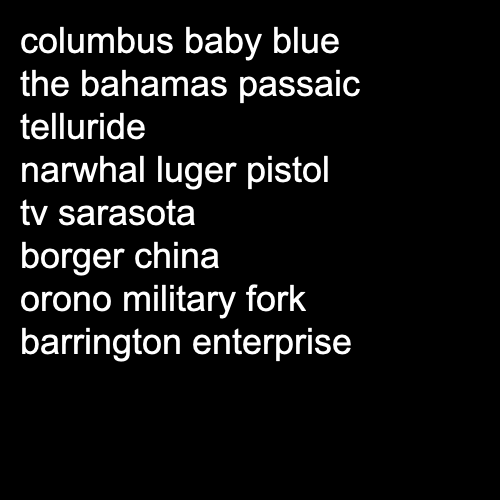 columbus baby blue
the bahamas passaic
telluride
narwhal luger pistol
tv sarasota
borger china
orono military fork
barrington enterprise